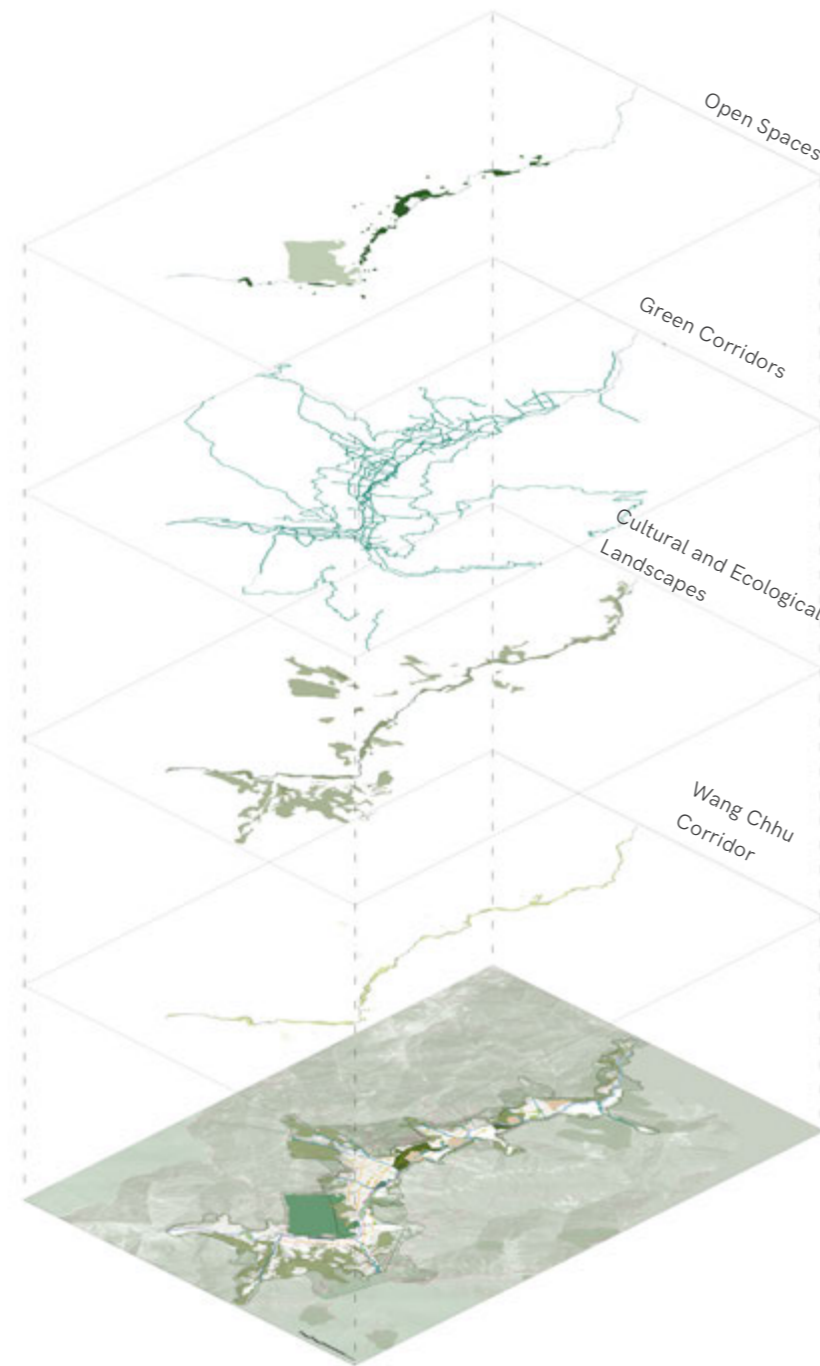 Open Spaces
Green Corridors
Cultural and Ecological
Landscapes
Wang Chhu
Corridor